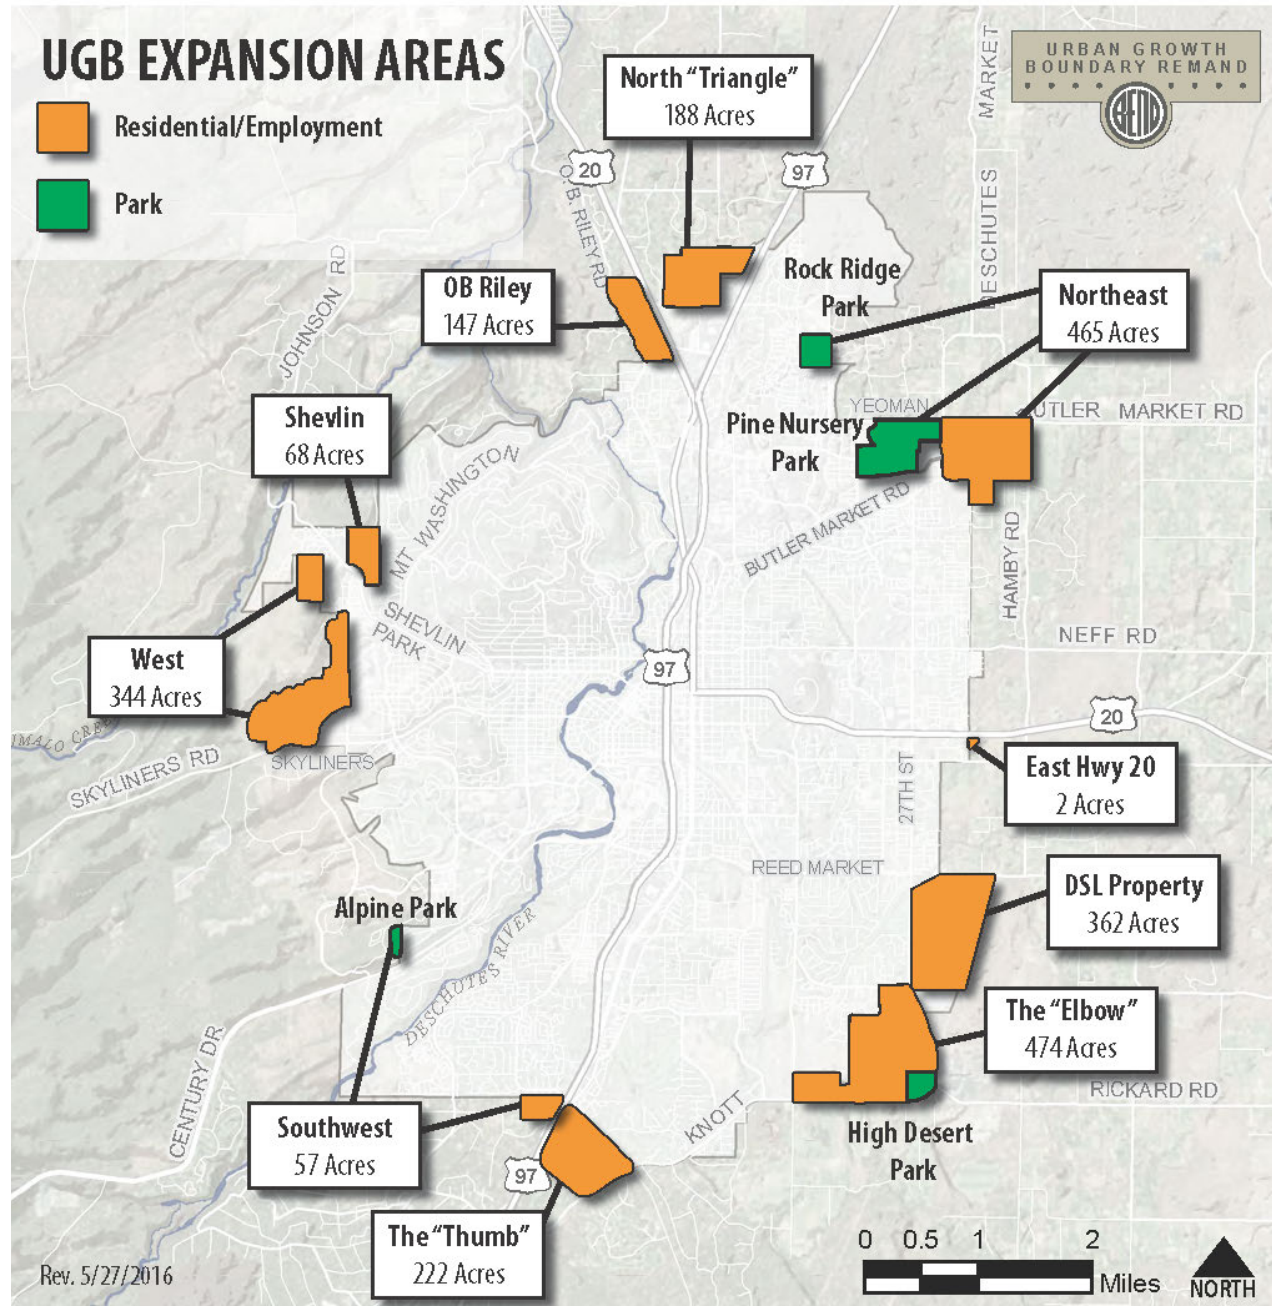 UGB EXPANSION AREAS
Residential/Employment
Park
URBAN GROWTH
BOUNDARY REMAND
BEND
North "Triangle"
188 Acres
20
97
O. B. RILEY RD
DESCHUTES MARKET
JOHNSON RD
OB Riley
147 Acres
Rock Ridge
Park
Northeast
465 Acres
Shevlin
68 Acres
YEOMAN
UTLER MARKET RD
Pine Nursery
Park
MT WASHINGTON
BUTLER MARKET RD
HAMBY RD
SHEVLIN
PARK
NEFF RD
West
344 Acres
97
20
IMALO CREE
SKYLINERS RD
SKYLINERS
27TH ST
East Hwy 20
2 Acres
REED MARKET
DSL Property
362 Acres
Alpine Park
DESCHUTES RIVER
The "Elbow"
474 Acres
CENTURY DR
RICKARD RD
KNOTT
Southwest
57 Acres
High Desert
Park
97
The "Thumb"
222 Acres
0 0.5 1 2
Miles
NORTH
Rev. 5/27/2016